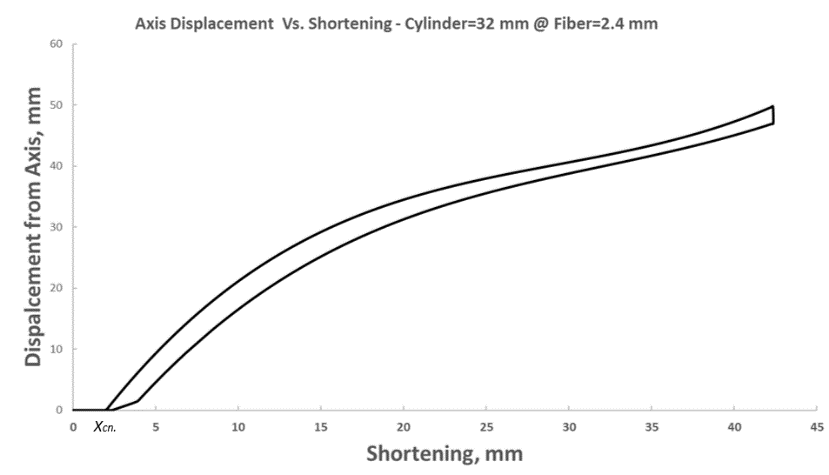 Axis Displacement  Vs. Shortening - Cylinder=32 mm @ Fiber=2.4 mm
60
50
40
30
20
10
0
Dispalcement from Axis, mm
0 Xcn. 5 10 15 20 25 30 35 40 45
Shortening, mm